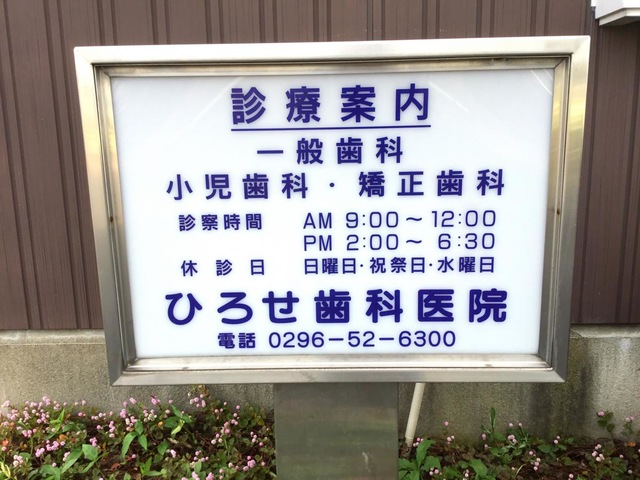 診療案内
一般歯科
小児歯科・矯正歯科
診察時間 AM 9:00～12:00
PM 2:00～ 6:30
休診日 日曜日・祝祭日・水曜日
ひろせ歯科医院
電話 0296-52-6300